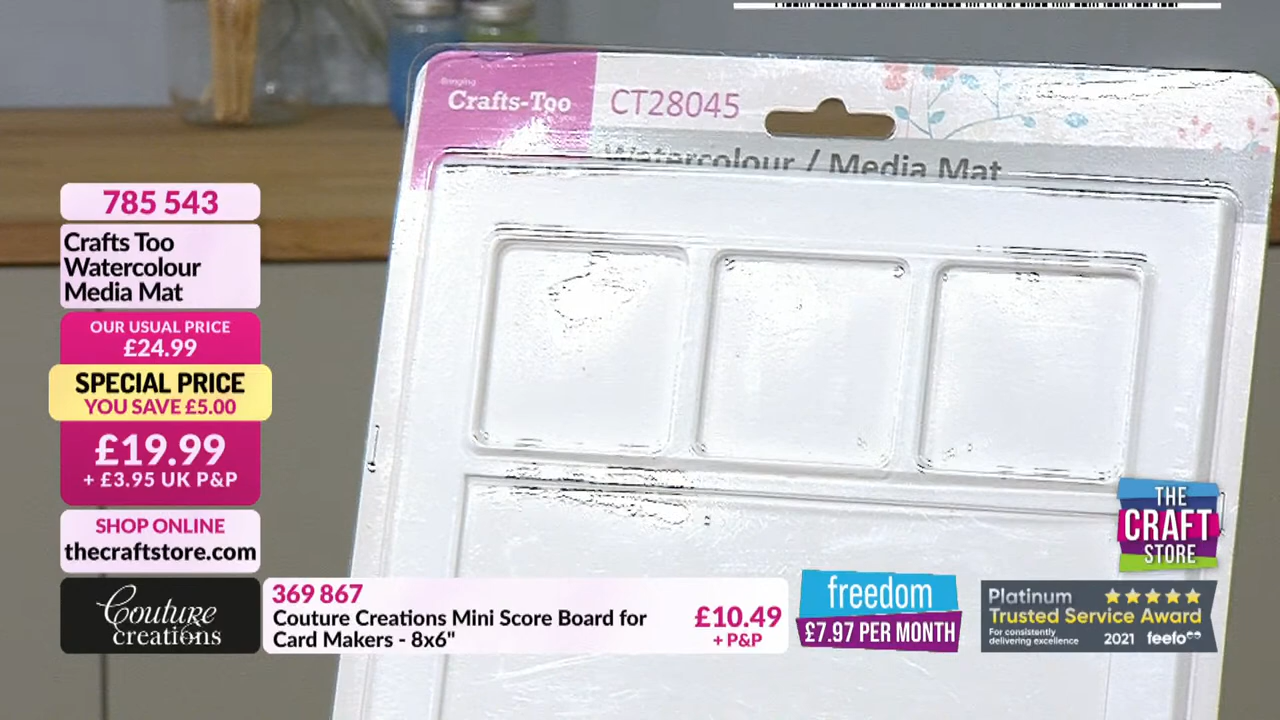 Bringing
Crafts-Too
CT28045
Watercolour / Media Mat
785 543
Crafts Too
Watercolour
Media Mat
OUR USUAL PRICE
£24.99
SPECIAL PRICE
YOU SAVE £5.00
£19.99
+ £3.95 UK P&P
SHOP ONLINE
thecraftstore.com
THE
CRAFT
STORE
Couture
creations
369 867
Couture Creations Mini Score Board for
Card Makers - 8x6"
£10.49
+ P&P
freedom
£7.97 PER MONTH
Platinum
Trusted Service Award
For consistently
delivering excellence
2021 feefo